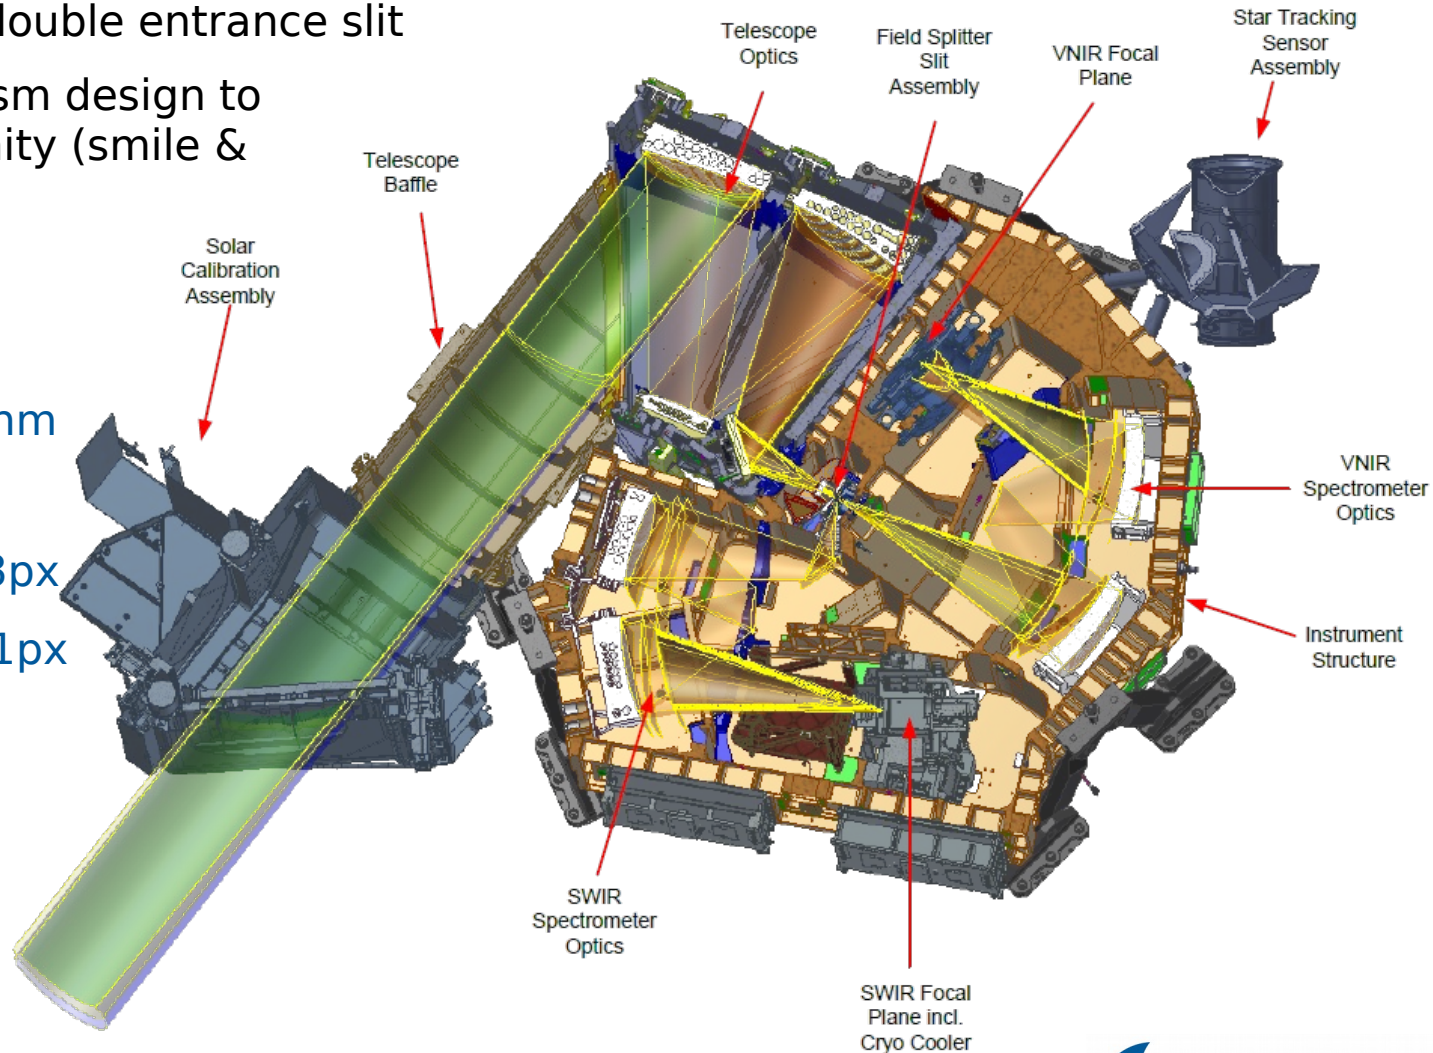 double entrance slit
sm design to
ity (smile &
nm
3px
1px
Telescope
Optics
Field Splitter
Slit
Assembly
VNIR Focal
Plane
Star Tracking
Sensor
Assembly
Telescope
Baffle
Solar
Calibration
Assembly
VNIR
Spectrometer
Optics
Instrument
Structure
SWIR
Spectrometer
Optics
SWIR Focal
Plane incl.
Cryo Cooler